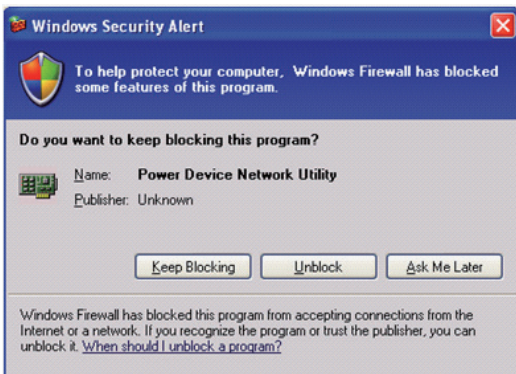 Windows Security Alert
To help protect your computer, Windows Firewall has blocked
some features of this program.
Do you want to keep blocking this program?
Name: Power Device Network Utility
Publisher: Unknown
Keep Blocking Unblock Ask Me Later
Windows Firewall has blocked this program from accepting connections from the
Internet or a network. If you recognize the program or trust the publisher, you can
unblock it. When should I unblock a program?